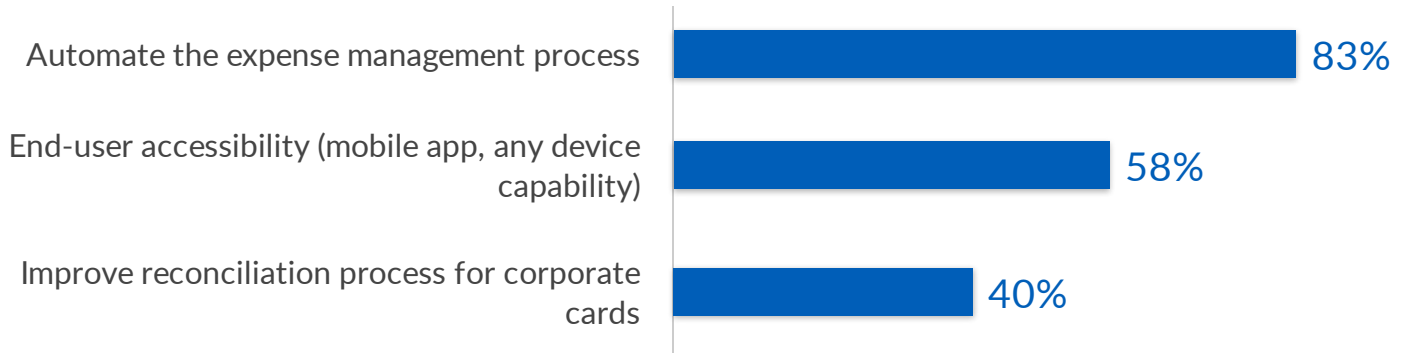 Automate the expense management process
83%
End-user accessibility (mobile app, any device
capability)
58%
Improve reconciliation process for corporate
cards
40%